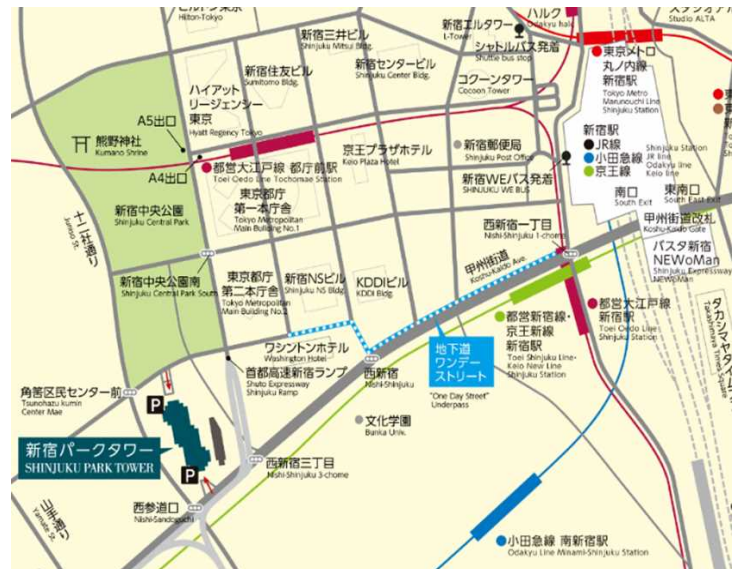 Hilton-Tokyo
新宿三井ビル
Shinjuku Mitsui Bldg.
新宿エルタワー
L-Tower
ハルク
Odakyu halc
シャトルバス発着
Shuttle bus stop
Studio ALTA
新宿住友ビル
Sumitomo Bldg.
新宿センタービル
Shinjuku Center Bldg.
コクーンタワー
Cocoon Tower
東京メトロ
丸ノ内線
新宿駅
Tokyo Metro
Marunouchi Line
Shinjuku Station
ハイアット
リージェンシー
東京
Hyatt Regency Tokyo
A5出口
熊野神社
Kumano Shrine
A4出口
都営大江戸線 都庁前駅
Toei Oedo line Tochomae Station
京王プラザホテル
Keio Plaza Hotel
新宿郵便局
Shinjuku Post Office
新宿WEバス発着
SHINJUKU WE BUS
新宿駅
JR線
小田急線
京王線
Shinjuku Station
JR line
Odakyu line
Keio line
南口
South Exit
東南口
South East Exit
甲州街道改札
Koshu-Kaido Gate
バスタ新宿
NEWoMan
Shinjuku Expressway
NEWoMan
十二社通り
Juniso St.
新宿中央公園
Shinjuku Central Park
東京都庁
第一本庁舎
Tokyo Metropolitan
Main Building No.1
西新宿一丁目
Nishi-Shinjuku 1-chome
甲州街道
Koshu-Kaido Ave.
新宿中央公園南
Shinjuku Central Park South
東京都庁
第二本庁舎
Tokyo Metropolitan
Main Building No.2
新宿NSビル
Shinjuku NS Bldg.
KDDIビル
KDDI Bldg.
都営新宿線・
京王新線
新宿駅
Toei Shinjuku Line・
Keio New Line
Shinjuku Station
都営大江戸線
新宿駅
Toei Oedo Line
Shinjuku Station
タカシマヤタイム
Takashimaya Times Square
ワシントンホテル
Washington Hotel
西新宿
Nishi-Shinjuku
地下道
ワンデー
ストリート
"One Day Street"
Underpass
首都高速新宿ランプ
Shuto Expressway
Shinjuku Ramp
角筈区民センター前
Tsunohazu kumin
Center Mae
P
文化学園
Bunka Univ.
新宿パークタワー
SHINJUKU PARK TOWER
P
西新宿三丁目
Nishi-Shinjuku 3-chome
山手通り
Yamate St.
西参道口
Nishi-Sandoguchi
小田急線 南新宿駅
Odakyu Line Minami-Shinjuku Station